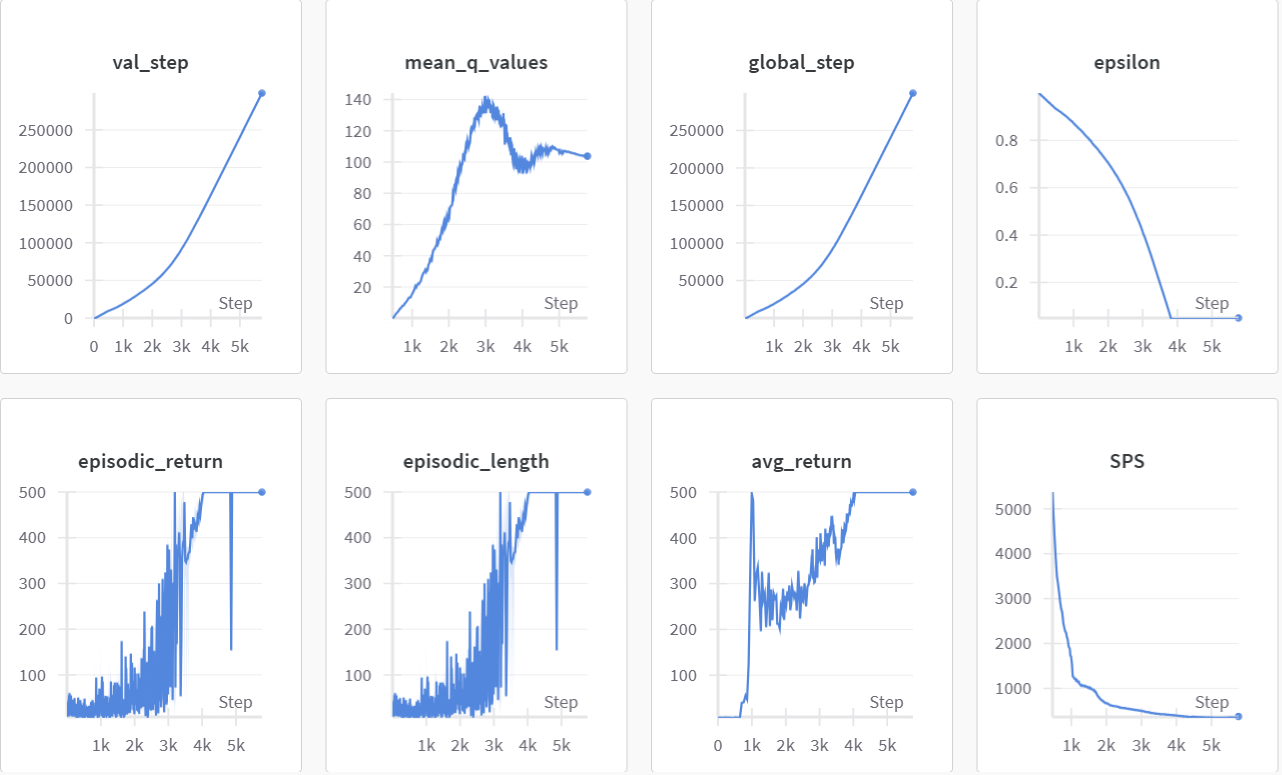 val_step
250000
200000
150000
100000
50000
0
Step
0 1k 2k 3k 4k 5k
mean_q_values
140
120
100
80
60
40
20
Step
1k 2k 3k 4k 5k
global_step
250000
200000
150000
100000
50000
Step
1k 2k 3k 4k 5k
epsilon
0.8
0.6
0.4
0.2
Step
1k 2k 3k 4k 5k
episodic_return
500
400
300
200
100
Step
1k 2k 3k 4k 5k
episodic_length
500
400
300
200
100
Step
1k 2k 3k 4k 5k
avg_return
500
400
300
200
100
Step
0 1k 2k 3k 4k 5k
SPS
5000
4000
3000
2000
1000
Step
1k 2k 3k 4k 5k